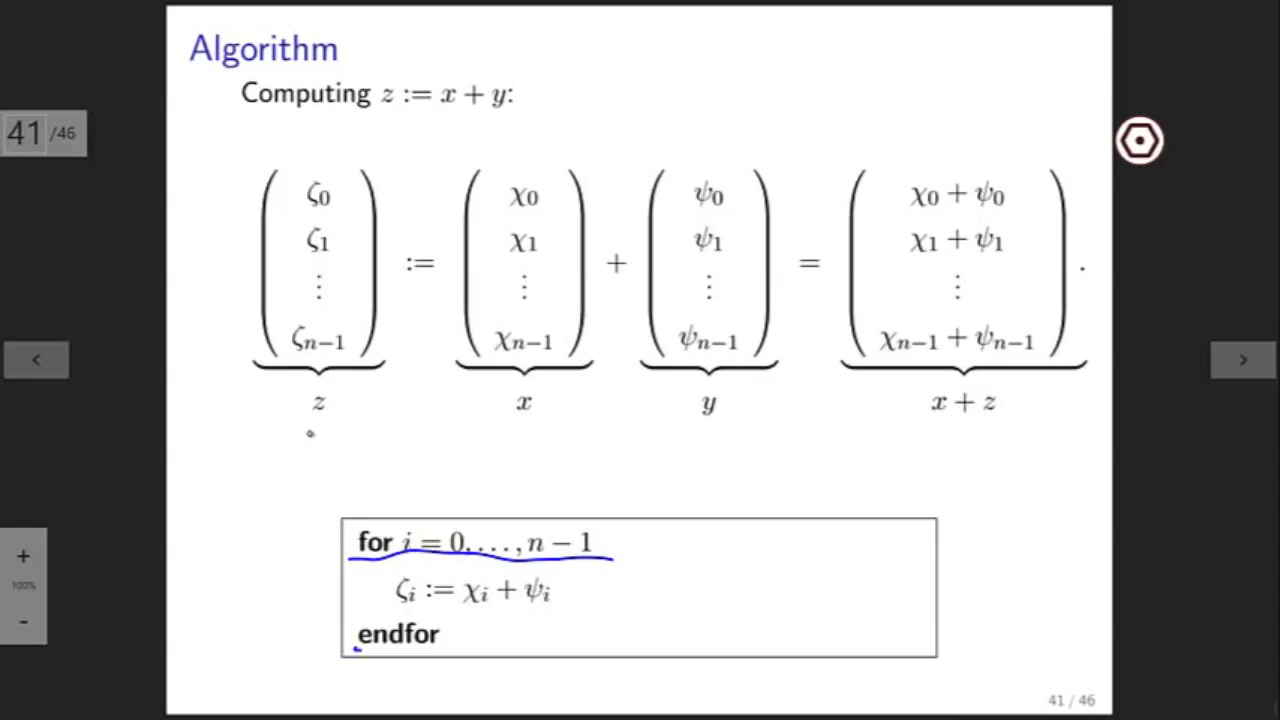 Algorithm
Computing z := x + y:
41 /46
ζ0 χ0 ψ0 χ0 + ψ0
ζ1 χ1 ψ1 χ1 + ψ1
:= + = .
⋮ ⋮ ⋮ ⋮
ζn−1 χn−1 ψn−1 χn−1 + ψn−1
< >
z x y x + z
for i = 0, . . . , n − 1
ζi := χi + ψi
endfor
+
100%
-
41 / 46